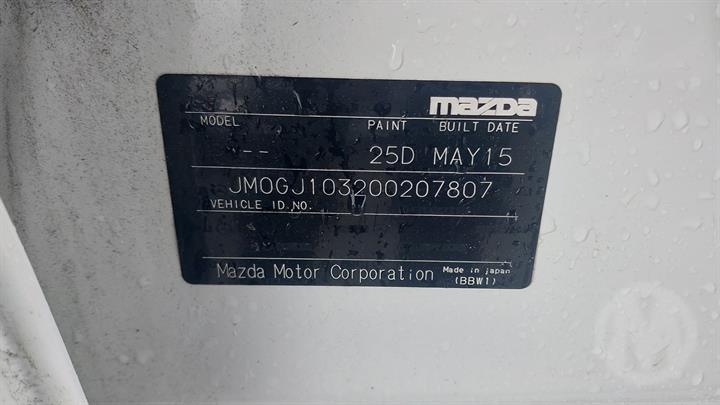 mazda
MODEL PAINT BUILT DATE
-- 25D MAY15
JM0GJ103200207807
VEHICLE ID.NO.
Mazda Motor Corporation Made in japan
(BBW1)
M